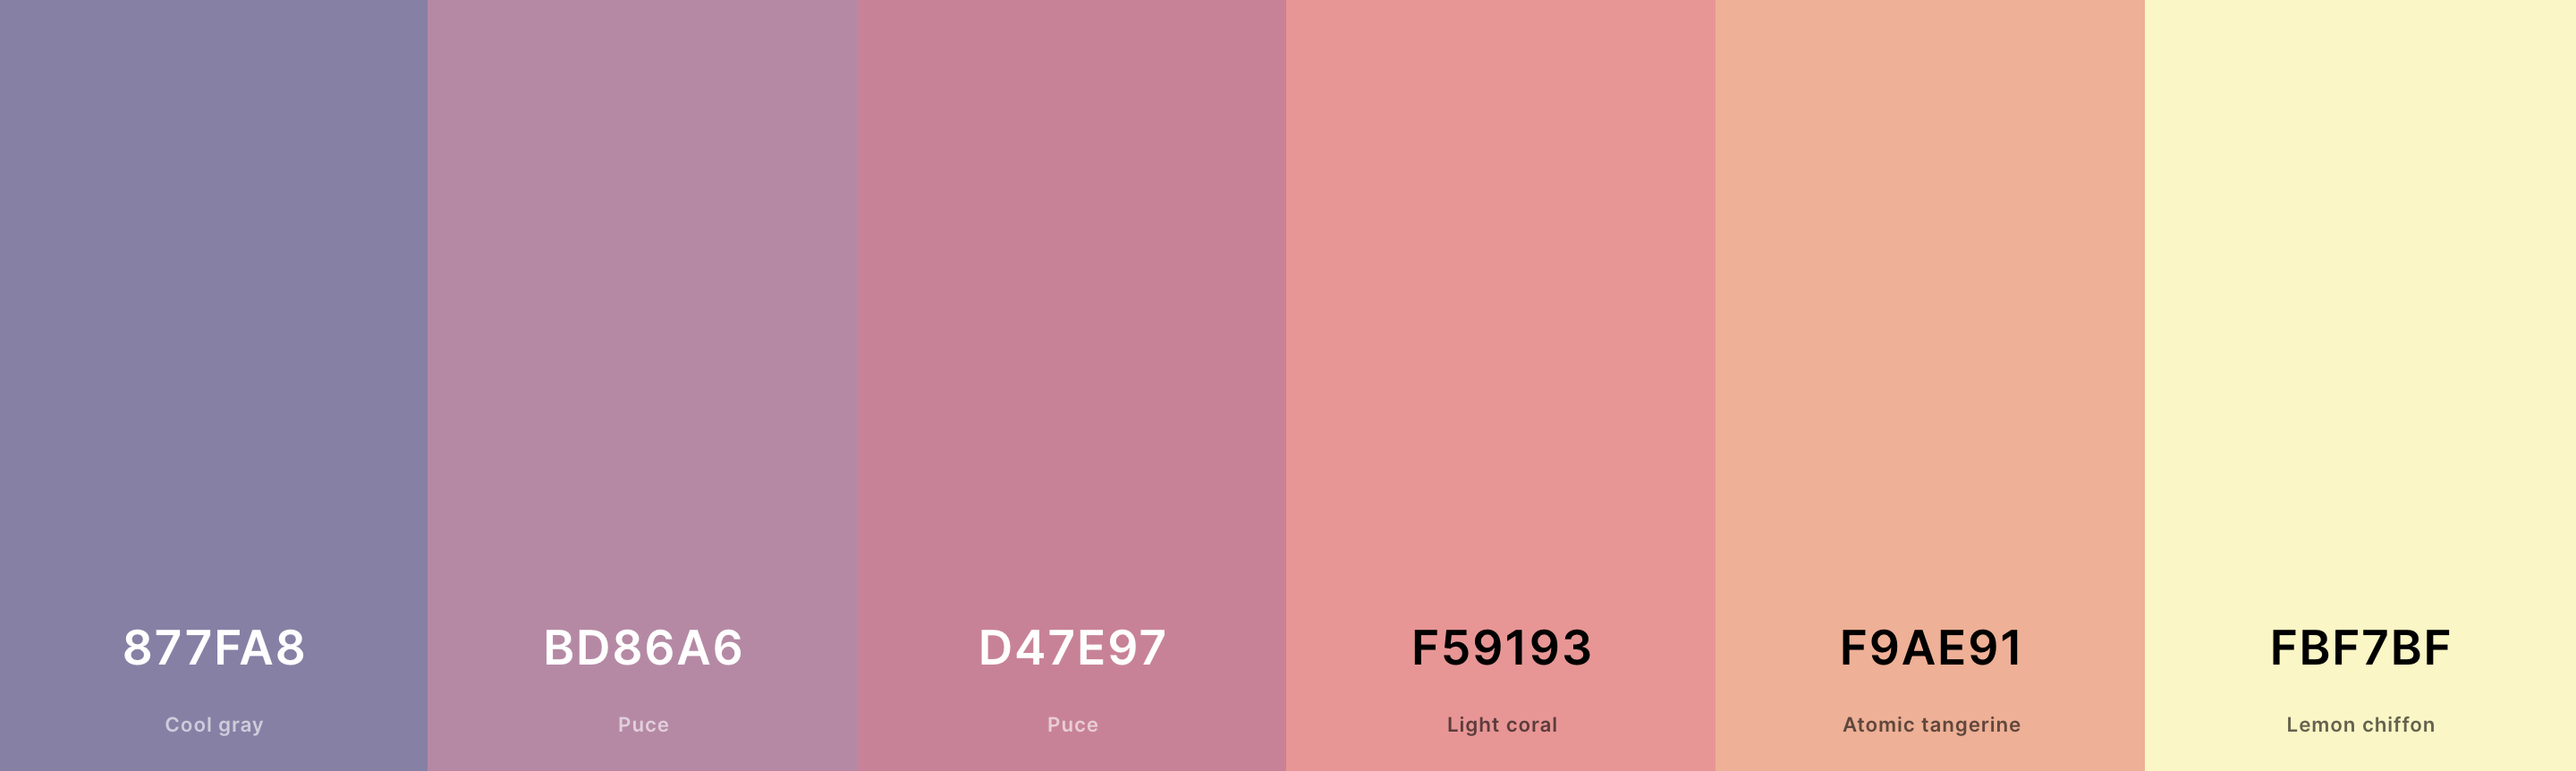 877FA8
Cool gray
BD86A6
Puce
D47E97
Puce
F59193
Light coral
F9AE91
Atomic tangerine
FBF7BF
Lemon chiffon